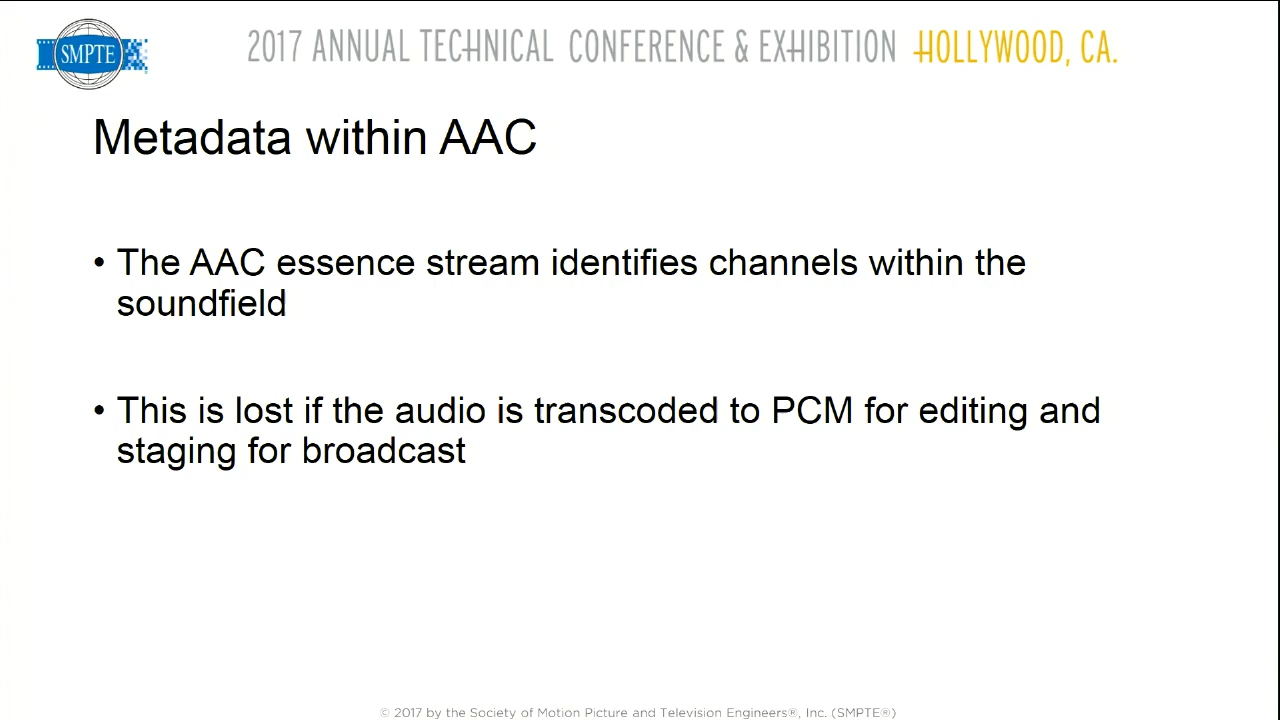 SMPTE
2017 ANNUAL TECHNICAL CONFERENCE & EXHIBITION HOLLYWOOD, CA.
Metadata within AAC
• The AAC essence stream identifies channels within the
soundfield
• This is lost if the audio is transcoded to PCM for editing and
staging for broadcast
© 2017 by the Society of Motion Picture and Television Engineers®, Inc. (SMPTE®)